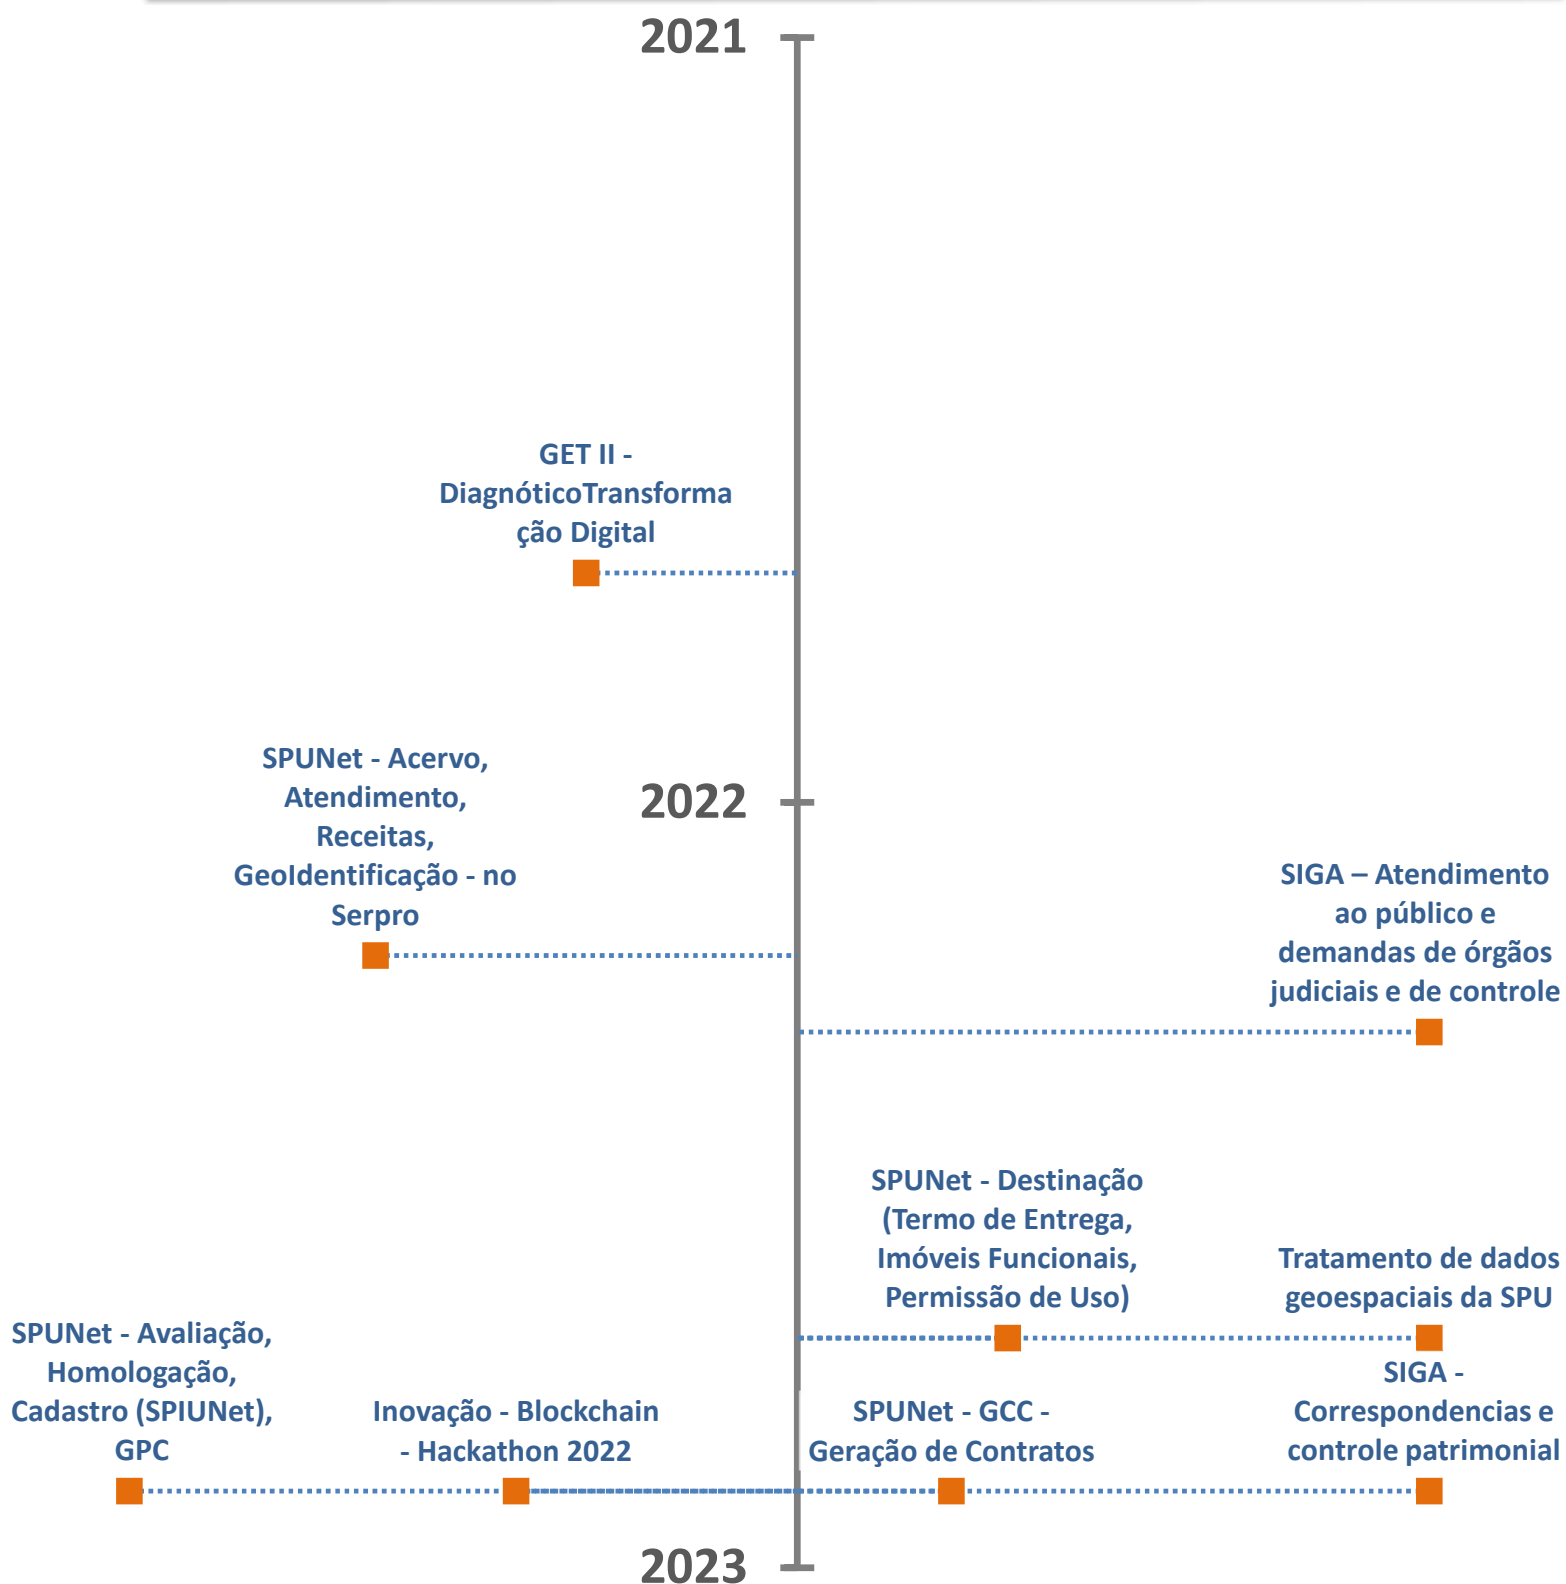 2021
GET II -
DiagnóticoTransforma
ção Digital
SPUNet - Acervo,
Atendimento,
Receitas,
GeoIdentificação - no
Serpro
2022
SIGA – Atendimento
ao público e
demandas de órgãos
judiciais e de controle
SPUNet - Destinação
(Termo de Entrega,
Imóveis Funcionais,
Permissão de Uso)
Tratamento de dados
geoespaciais da SPU
SPUNet - Avaliação,
Homologação,
Cadastro (SPIUNet),
GPC
Inovação - Blockchain
- Hackathon 2022
SPUNet - GCC -
Geração de Contratos
SIGA -
Correspondencias e
controle patrimonial
2023